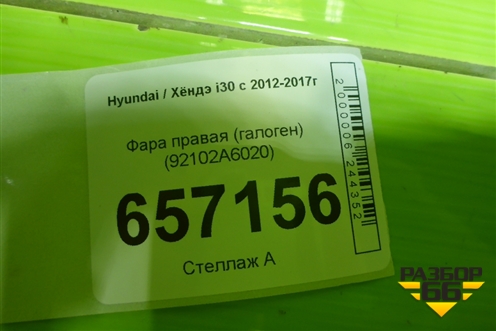 Hyundai / Хёндэ i30 с 2012-2017г
Фара правая (галоген)
(92102A6020)
657156
Стеллаж А
2000006244352
РАЗБОР
66